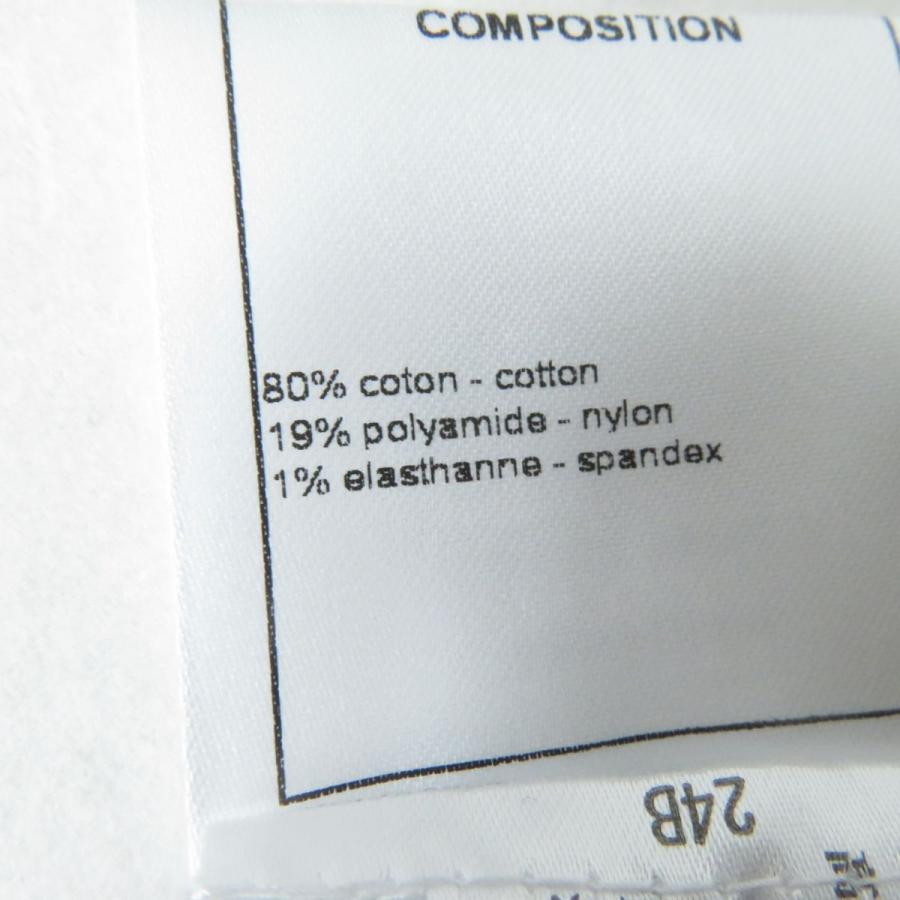 COMPOSITION
80% coton - cotton
19% polyamide - nylon
1% elasthanne - spandex
24B